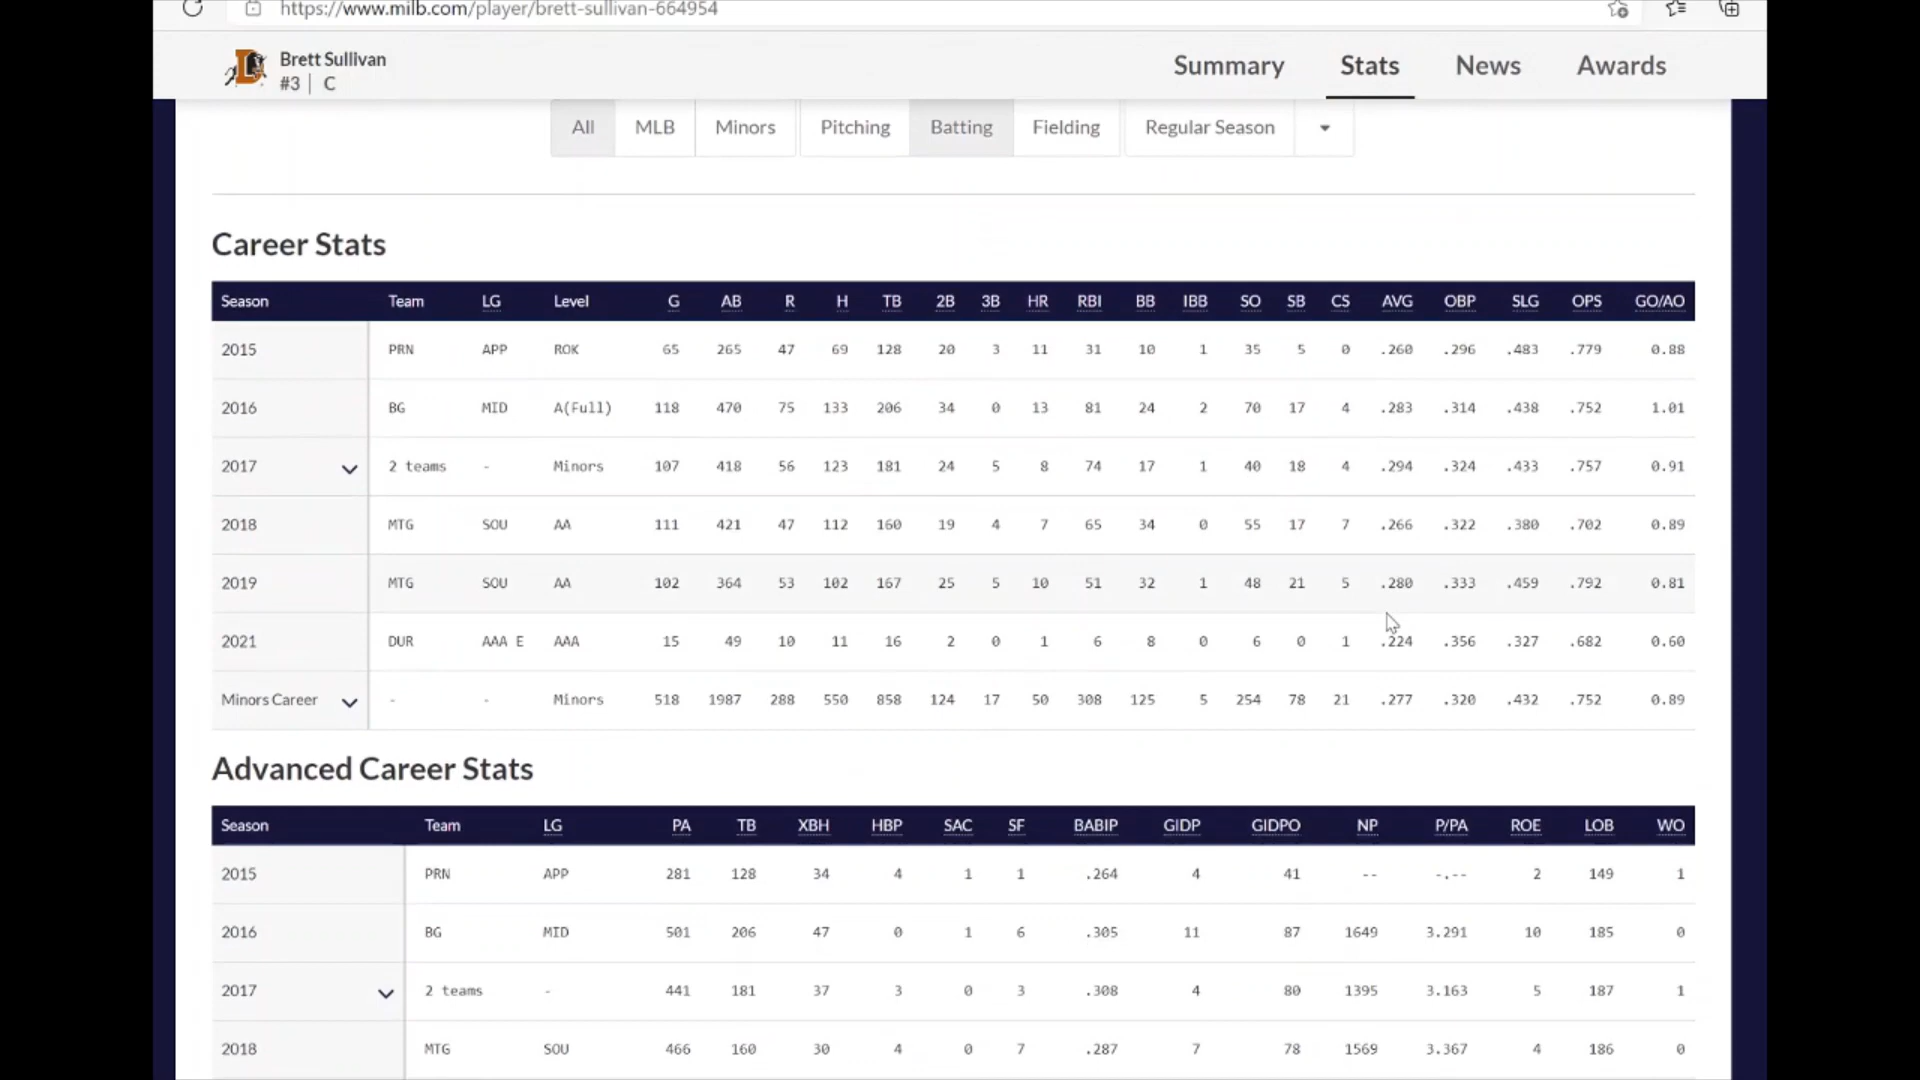 https://www.milb.com/player/brett-sullivan-664954
Brett Sullivan
#3 | C
Summary Stats News Awards
All MLB Minors Pitching Batting Fielding Regular Season
Career Stats
Season Team LG Level G AB R H TB 2B 3B HR RBI BB IBB SO SB CS AVG OBP SLG OPS GO/AO
2015 PRN APP ROK 65 265 47 69 128 20 3 11 31 10 1 35 5 0 .260 .296 .483 .779 0.88
2016 BG MID A(Full) 118 470 75 133 206 34 0 13 81 24 2 70 17 4 .283 .314 .438 .752 1.01
2017 2 teams - Minors 107 418 56 123 181 24 5 8 74 17 1 40 18 4 .294 .324 .433 .757 0.91
2018 MTG SOU AA 111 421 47 112 160 19 4 7 65 34 0 55 17 7 .266 .322 .380 .702 0.89
2019 MTG SOU AA 102 364 53 102 167 25 5 10 51 32 1 48 21 5 .280 .333 .459 .792 0.81
2021 DUR AAA E AAA 15 49 10 11 16 2 0 1 6 8 0 6 0 1 .224 .356 .327 .682 0.60
Minors Career - - Minors 518 1987 288 550 858 124 17 50 308 125 5 254 78 21 .277 .320 .432 .752 0.89
Advanced Career Stats
Season Team LG PA TB XBH HBP SAC SF BABIP GIDP GIDPO NP P/PA ROE LOB WO
2015 PRN APP 281 128 34 4 1 1 .264 4 41 -- -.-- 2 149 1
2016 BG MID 501 206 47 0 1 6 .305 11 87 1649 3.291 10 185 0
2017 2 teams - 441 181 37 3 0 3 .308 4 80 1395 3.163 5 187 1
2018 MTG SOU 466 160 30 4 0 7 .287 7 78 1569 3.367 4 186 0